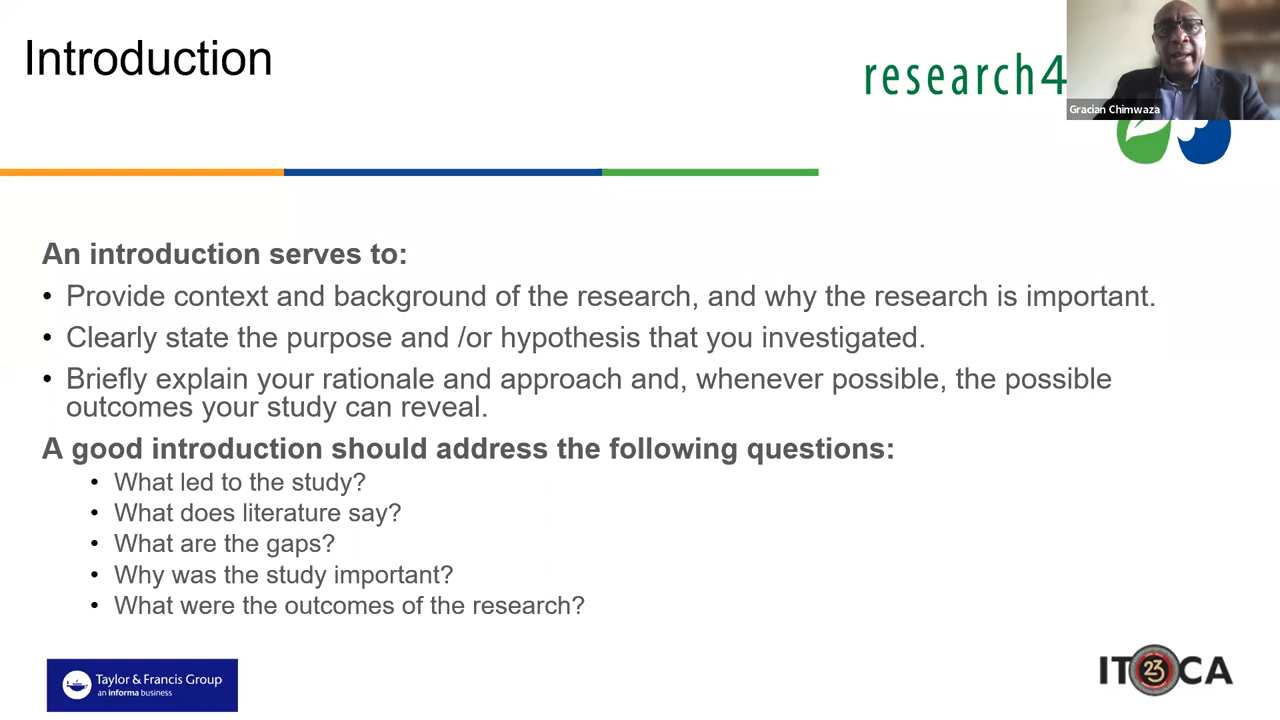 Introduction
research4
Gracian Chimwaza
An introduction serves to:
• Provide context and background of the research, and why the research is important.
• Clearly state the purpose and /or hypothesis that you investigated.
• Briefly explain your rationale and approach and, whenever possible, the possible
outcomes your study can reveal.
A good introduction should address the following questions:
• What led to the study?
• What does literature say?
• What are the gaps?
• Why was the study important?
• What were the outcomes of the research?
Taylor & Francis Group
an informa business
ITOCA
23